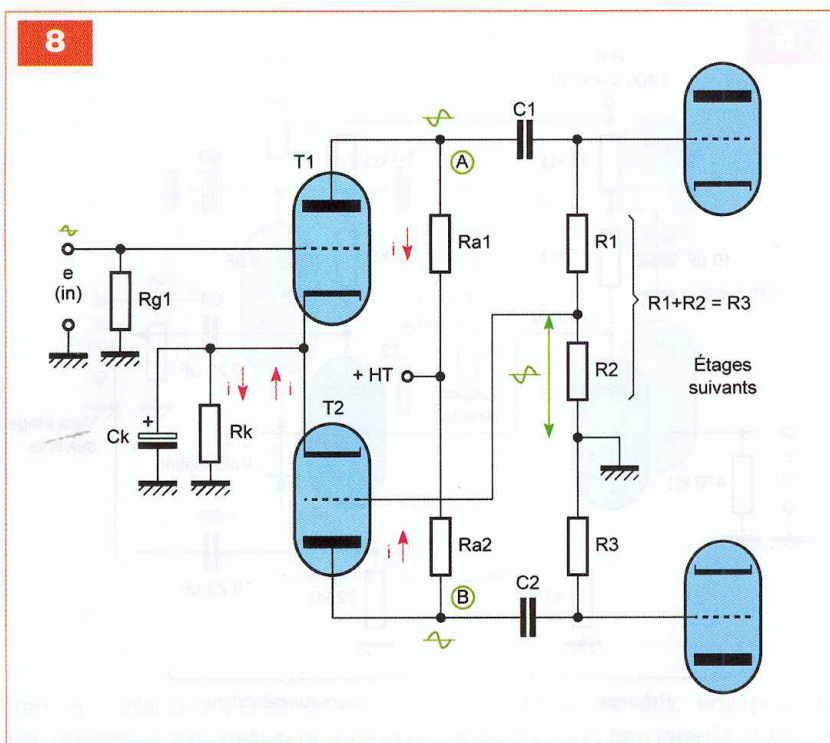 8
C1
A
T1
i
Ra1
R1
e
(in)
Rg1
R1+R2 = R3
+ HT
i
i
R2
Étages
suivants
+
Ck
Rk
T2
i
Ra2
R3
B
C2